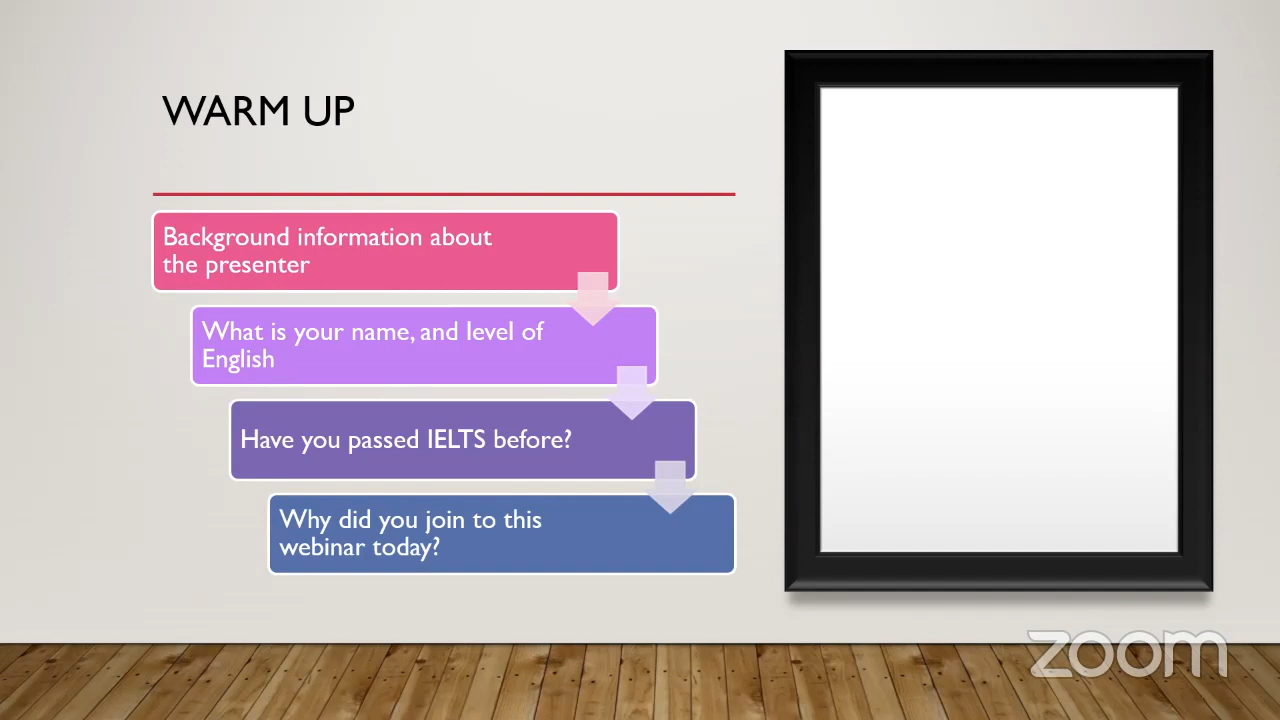 WARM UP
Background information about
the presenter
What is your name, and level of
English
Have you passed IELTS before?
Why did you join to this
webinar today?
zoom